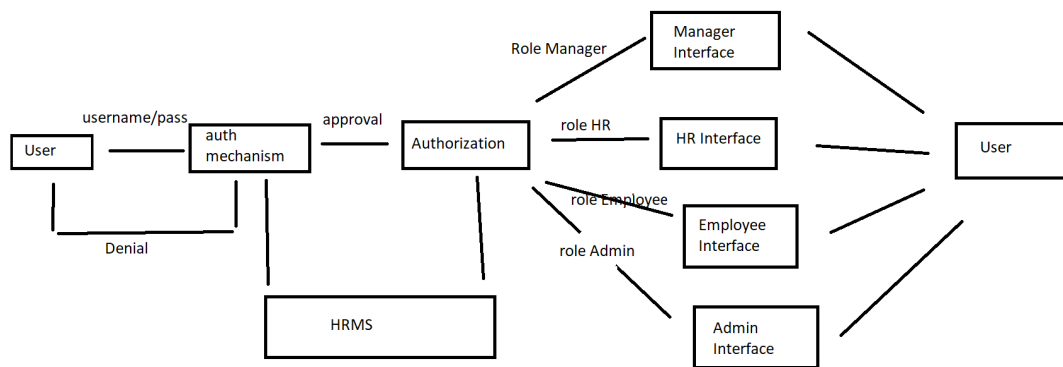 User
username/pass
auth
mechanism
Denial
approval
Authorization
HRMS
Role Manager
role HR
role Employee
role Admin
Manager
Interface
HR Interface
Employee
Interface
Admin
Interface
User